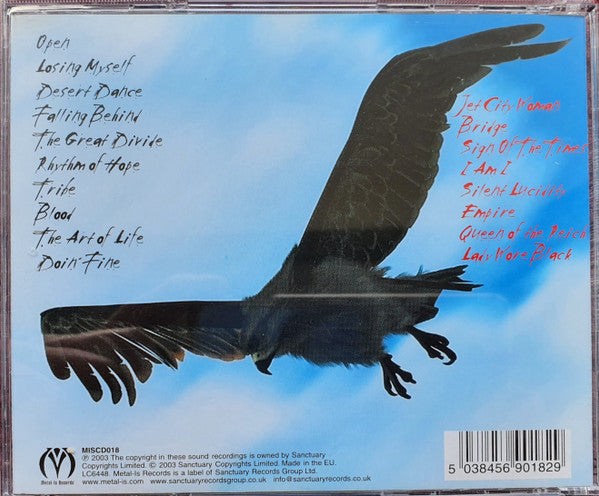 Open
Losing Myself
Desert Dance
Falling Behind
The Great Divide
Rhythm of Hope
Tribe
Blood
The Art of Life
Doin' Fine
Jet City Woman
Bridge
Sign Of The Times
I Am I
Silent Lucidity
Empire
Queen of the Reich
Lady Wore Black
Metal-Is Records
MISCD018
℗ 2003 The copyright in these sound recordings is owned by Sanctuary
Copyrights Limited. © 2003 Sanctuary Copyrights Limited. Made in the EU.
LC6448. Metal-Is Records is a label of Sanctuary Records Group Ltd.
www.metal-is.com www.sanctuaryrecordsgroup.co.uk info@sanctuaryrecords.co.uk
5 038456 901829